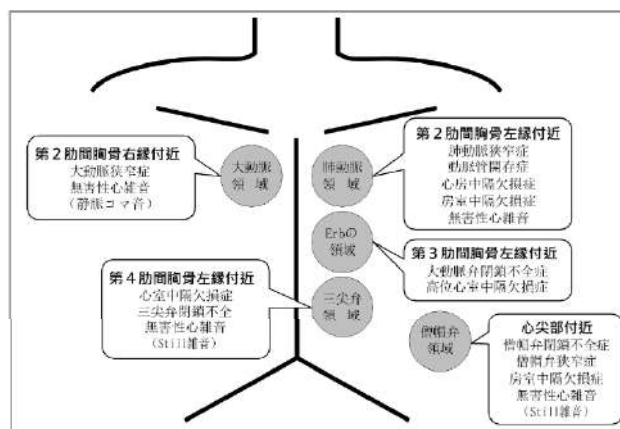 第2肋間胸骨右縁付近
大動脈狭窄症
無害性心雑音
(静脈コマ音)
大動脈
領域
肺動脈
領域
第2肋間胸骨左縁付近
肺動脈狭窄症
動脈管開存症
心房中隔欠損症
房室中隔欠損症
無害性心雑音
Erbの
領域
第3肋間胸骨左縁付近
大動脈弁閉鎖不全症
高位心室中隔欠損症
第4肋間胸骨左縁付近
心室中隔欠損症
三尖弁閉鎖不全
無害性心雑音
(Still雑音)
三尖弁
領域
僧帽弁
領域
心尖部付近
僧帽弁閉鎖不全症
僧帽弁狭窄症
房室中隔欠損症
無害性心雑音
(Still雑音)